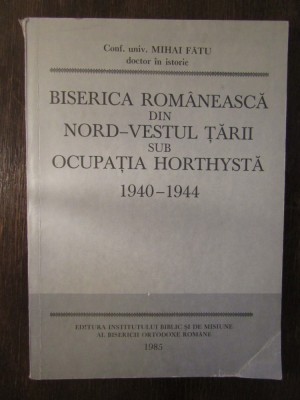 Conf. univ. MIHAI FĂTU
doctor în istorie
BISERICA ROMÂNEASCĂ
DIN
NORD-VESTUL ȚĂRII
SUB
OCUPAȚIA HORTHYSTĂ
1940-1944
EDITURA INSTITUTULUI BIBLIC ȘI DE MISIUNE
AL BISERICII ORTODOXE ROMÂNE
1985